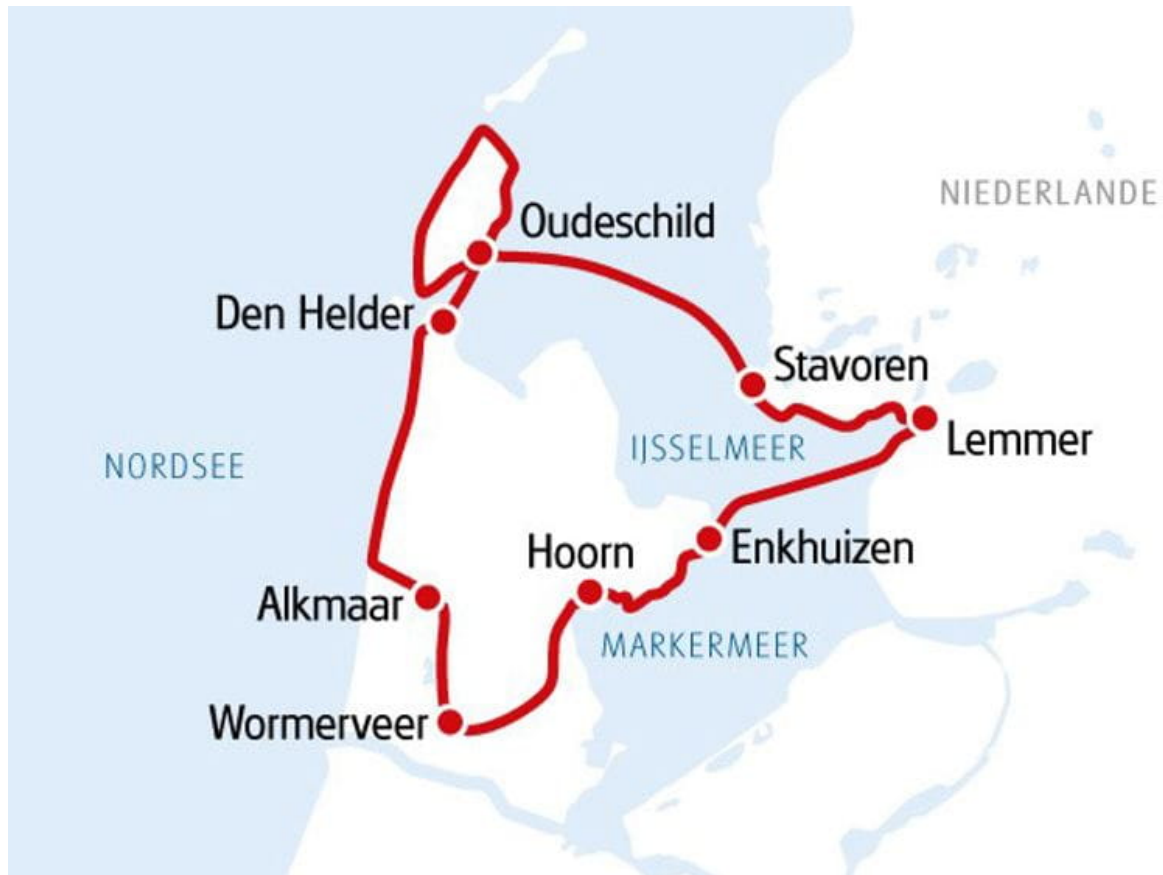 NIEDERLANDE
Oudeschild
Den Helder
Stavoren
Lemmer
IJSSELMEER
NORDSEE
Hoorn
Enkhuizen
Alkmaar
MARKERMEER
Wormerveer